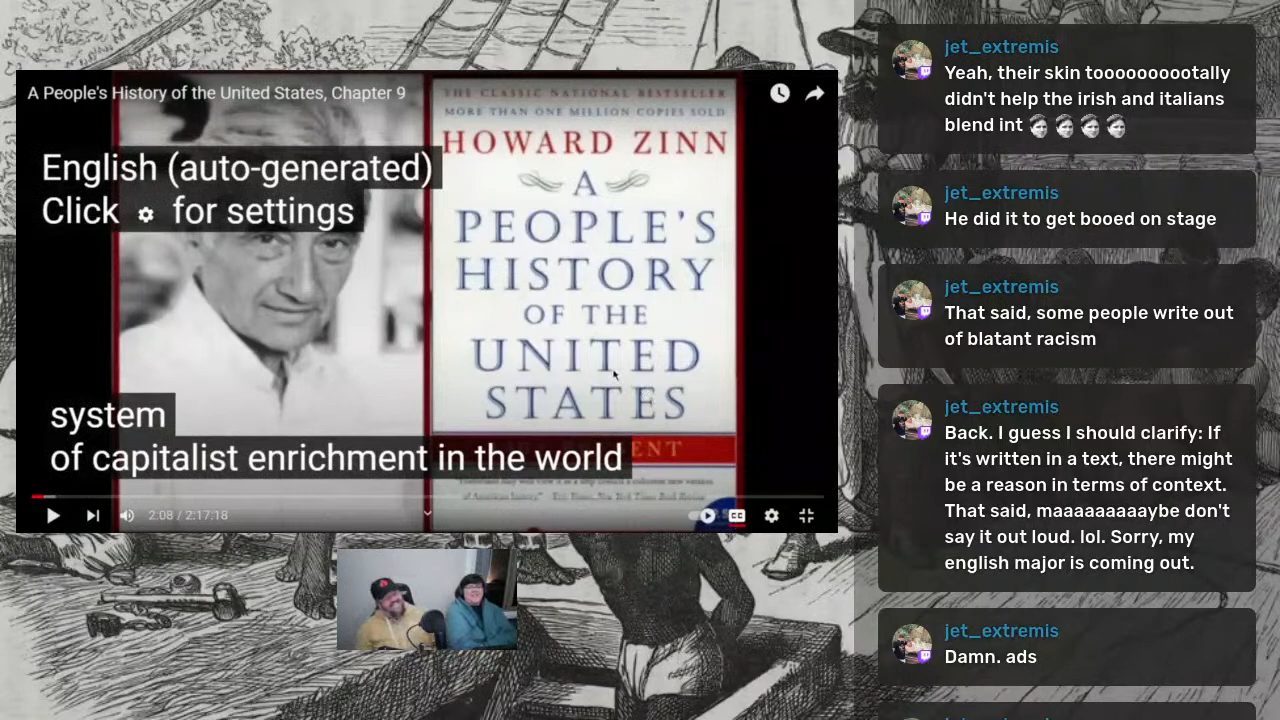 A People's History of the United States, Chapter 9
THE CLASSIC NATIONAL BESTSELLER
MORE THAN ONE MILLION COPIES SOLD
HOWARD ZINN
A
PEOPLE'S
HISTORY
OF THE
UNITED
STATES
English (auto-generated)
Click for settings
system
of capitalist enrichment in the world
2:08 / 2:17:18
CC
jet_extremis
Yeah, their skin toooooooootally
didn't help the irish and italians
blend int
jet_extremis
He did it to get booed on stage
jet_extremis
That said, some people write out
of blatant racism
jet_extremis
Back. I guess I should clarify: If
it's written in a text, there might
be a reason in terms of context.
That said, maaaaaaaaybe don't
say it out loud. lol. Sorry, my
english major is coming out.
jet_extremis
Damn. ads